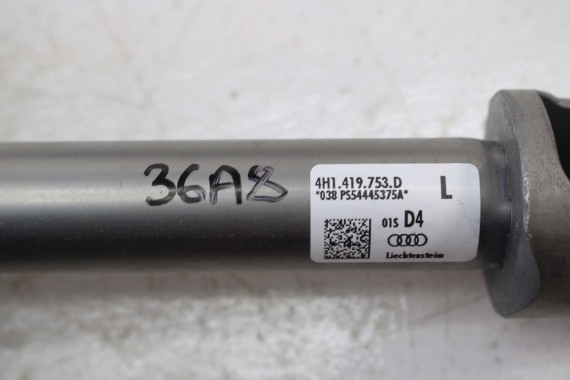 36A8
4H1.419.753.D
*038 PS54445375A* L
01S D4
Liechtenstein